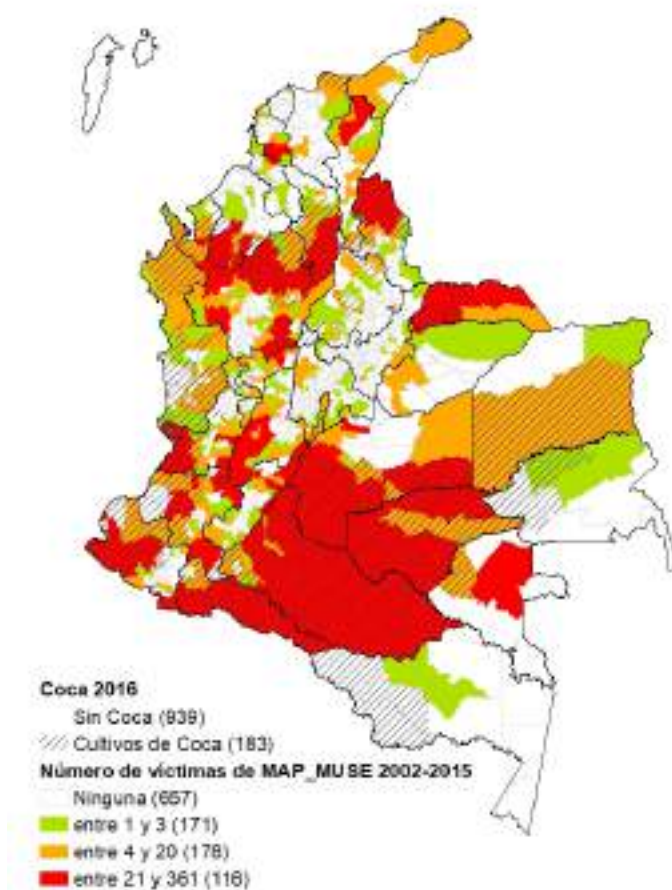 Coca 2016
Sin Coca (939)
Cultivos de Coca (183)
Número de víctimas de MAP_MUSE 2002-2015
Ninguna (657)
entre 1 y 3 (171)
entre 4 y 20 (178)
entre 21 y 361 (116)